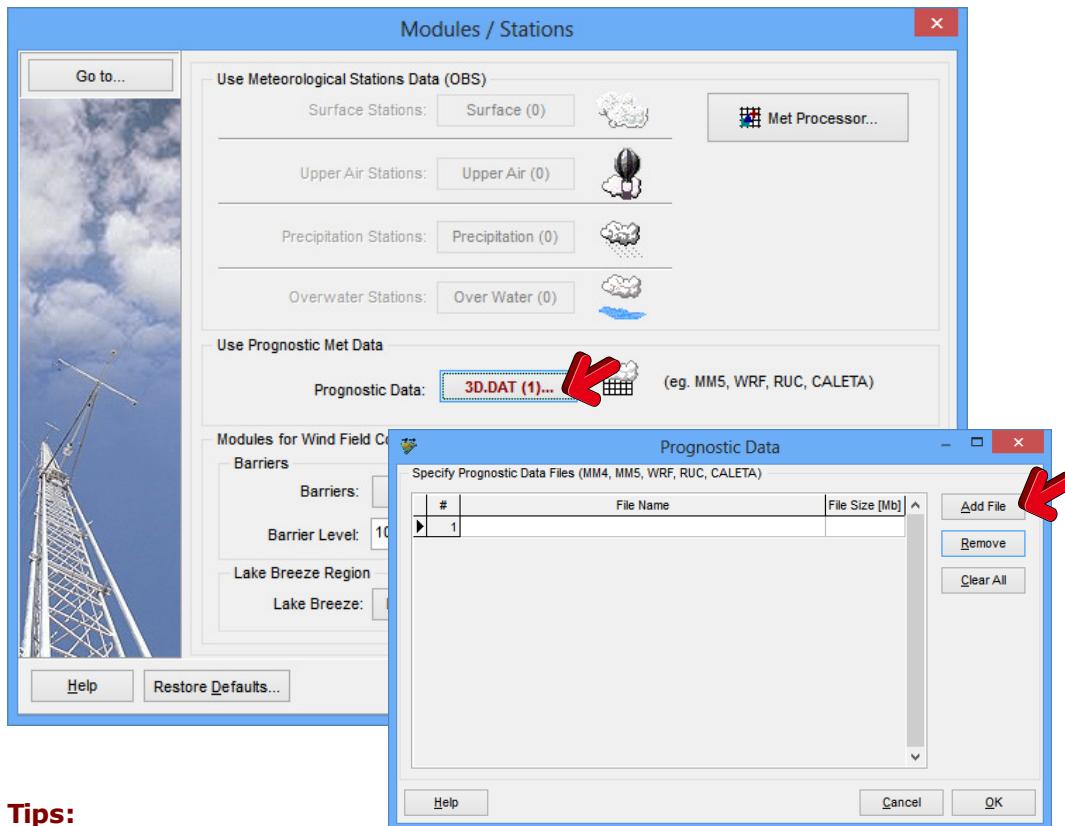 Modules / Stations
Go to...
Use Meteorological Stations Data (OBS)
Surface Stations: Surface (0)
Met Processor...
Upper Air Stations: Upper Air (0)
Precipitation Stations: Precipitation (0)
Overwater Stations: Over Water (0)
Use Prognostic Met Data
Prognostic Data: 3D.DAT (1)... (eg. MM5, WRF, RUC, CALETA)
Modules for Wind Field Co
Barriers
Barriers:
Barrier Level: 10
Lake Breeze Region
Lake Breeze:
Help Restore Defaults...
Prognostic Data
Specify Prognostic Data Files (MM4, MM5, WRF, RUC, CALETA)
# File Name File Size [Mb]
1
Add File
Remove
Clear All
Help Cancel OK
Tips: